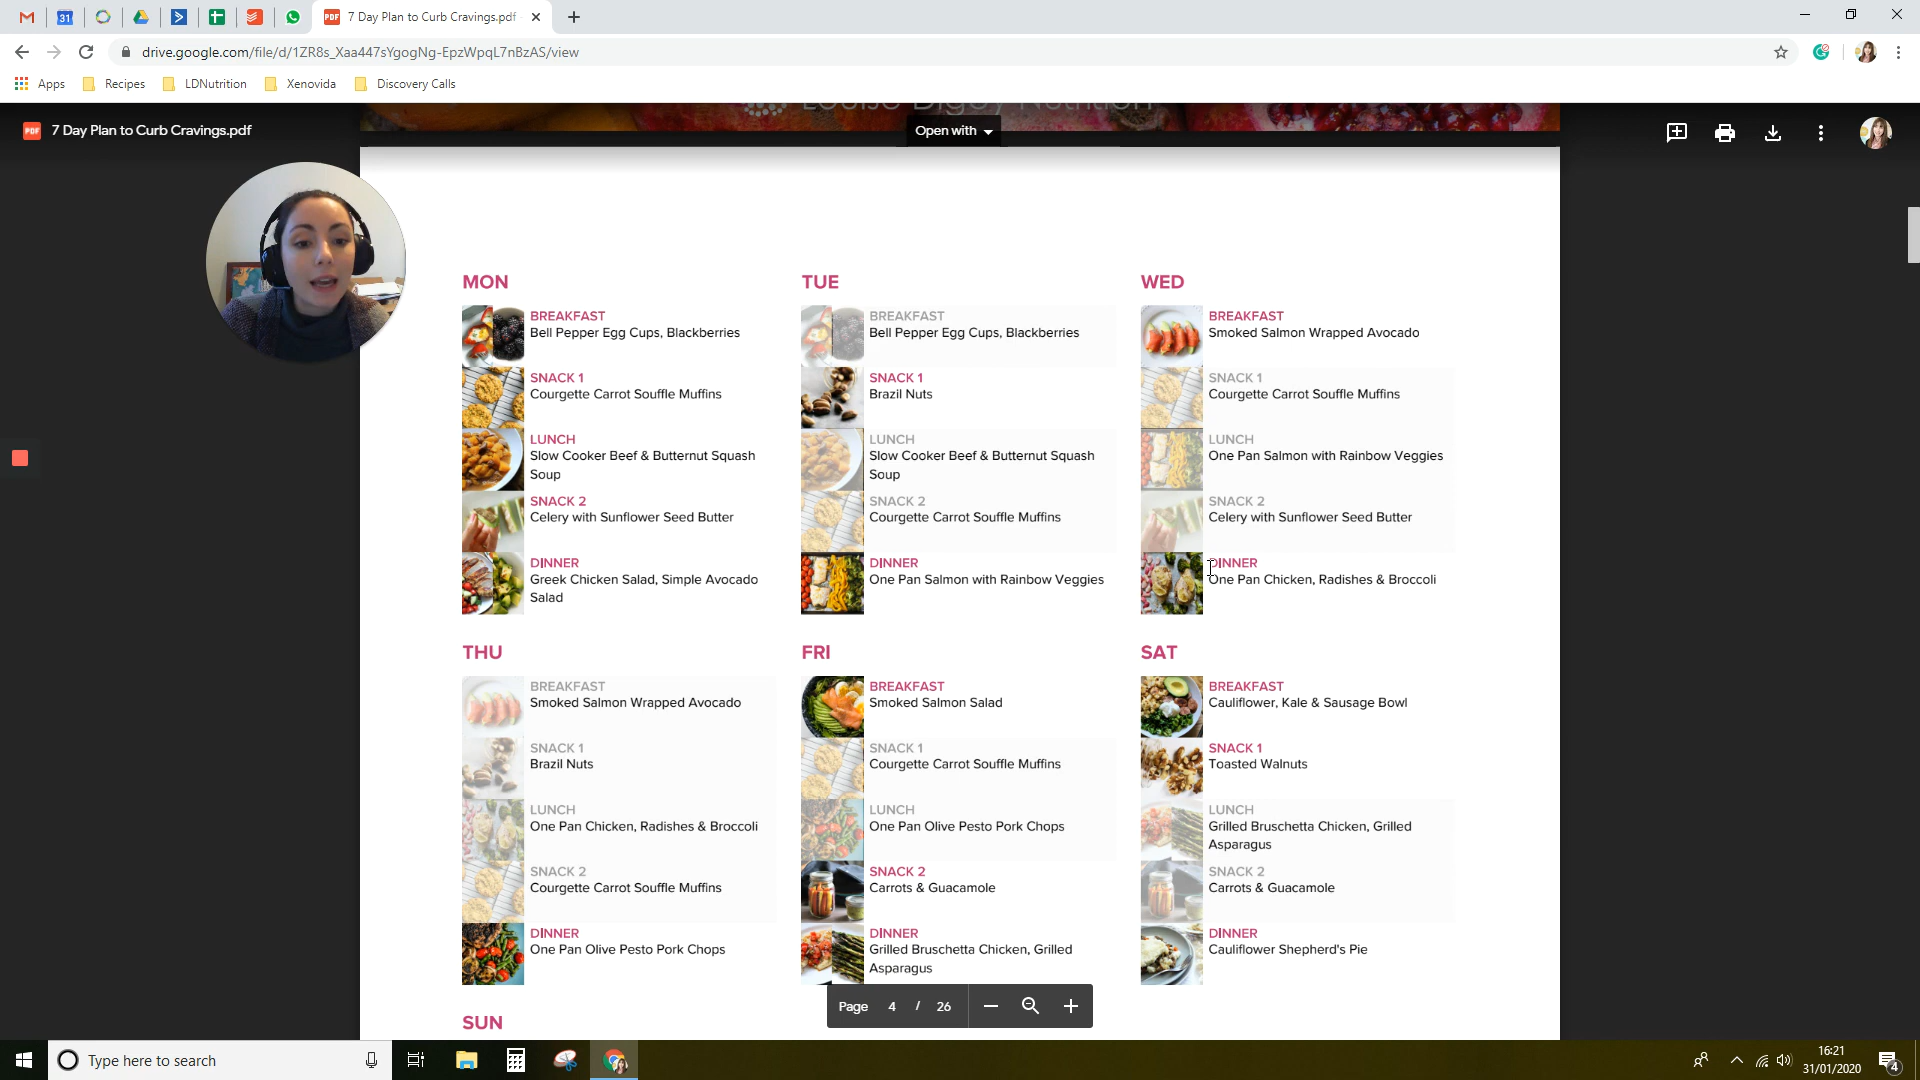 7 Day Plan to Curb Cravings.pdf
drive.google.com/file/d/1ZR8s_Xaa447sYgogNg-EpzWpqL7nBzAS/view
Apps
Recipes
LDNutrition
Xenovida
Discovery Calls
7 Day Plan to Curb Cravings.pdf
Louise Digby Nutrition
Open with
MON
BREAKFAST
Bell Pepper Egg Cups, Blackberries
SNACK 1
Courgette Carrot Souffle Muffins
LUNCH
Slow Cooker Beef & Butternut Squash
Soup
SNACK 2
Celery with Sunflower Seed Butter
DINNER
Greek Chicken Salad, Simple Avocado
Salad
TUE
BREAKFAST
Bell Pepper Egg Cups, Blackberries
SNACK 1
Brazil Nuts
LUNCH
Slow Cooker Beef & Butternut Squash
Soup
SNACK 2
Courgette Carrot Souffle Muffins
DINNER
One Pan Salmon with Rainbow Veggies
WED
BREAKFAST
Smoked Salmon Wrapped Avocado
SNACK 1
Courgette Carrot Souffle Muffins
LUNCH
One Pan Salmon with Rainbow Veggies
SNACK 2
Celery with Sunflower Seed Butter
DINNER
One Pan Chicken, Radishes & Broccoli
THU
BREAKFAST
Smoked Salmon Wrapped Avocado
SNACK 1
Brazil Nuts
LUNCH
One Pan Chicken, Radishes & Broccoli
SNACK 2
Courgette Carrot Souffle Muffins
DINNER
One Pan Olive Pesto Pork Chops
FRI
BREAKFAST
Smoked Salmon Salad
SNACK 1
Courgette Carrot Souffle Muffins
LUNCH
One Pan Olive Pesto Pork Chops
SNACK 2
Carrots & Guacamole
DINNER
Grilled Bruschetta Chicken, Grilled
Asparagus
SAT
BREAKFAST
Cauliflower, Kale & Sausage Bowl
SNACK 1
Toasted Walnuts
LUNCH
Grilled Bruschetta Chicken, Grilled
Asparagus
SNACK 2
Carrots & Guacamole
DINNER
Cauliflower Shepherd's Pie
SUN
Page 4 / 26
Type here to search
16:21
31/01/2020
4